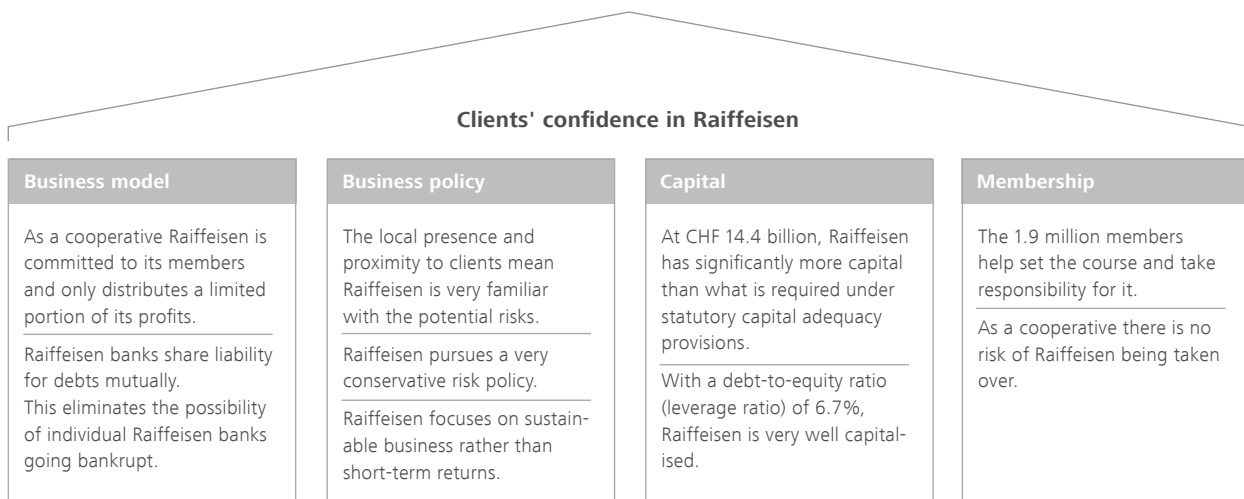 Clients' confidence in Raiffeisen
Business model
As a cooperative Raiffeisen is
committed to its members
and only distributes a limited
portion of its profits.
Raiffeisen banks share liability
for debts mutually.
This eliminates the possibility
of individual Raiffeisen banks
going bankrupt.
Business policy
The local presence and
proximity to clients mean
Raiffeisen is very familiar
with the potential risks.
Raiffeisen pursues a very
conservative risk policy.
Raiffeisen focuses on sustain-
able business rather than
short-term returns.
Capital
At CHF 14.4 billion, Raiffeisen
has significantly more capital
than what is required under
statutory capital adequacy
provisions.
With a debt-to-equity ratio
(leverage ratio) of 6.7%,
Raiffeisen is very well capital-
ised.
Membership
The 1.9 million members
help set the course and take
responsibility for it.
As a cooperative there is no
risk of Raiffeisen being taken
over.